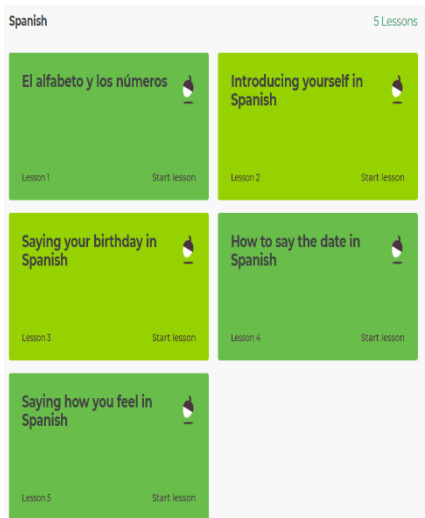 Spanish 5 Lessons
El alfabeto y los números
Lesson 1 Start lesson
Introducing yourself in
Spanish
Lesson 2 Start lesson
Saying your birthday in
Spanish
Lesson 3 Start lesson
How to say the date in
Spanish
Lesson 4 Start lesson
Saying how you feel in
Spanish
Lesson 5 Start lesson